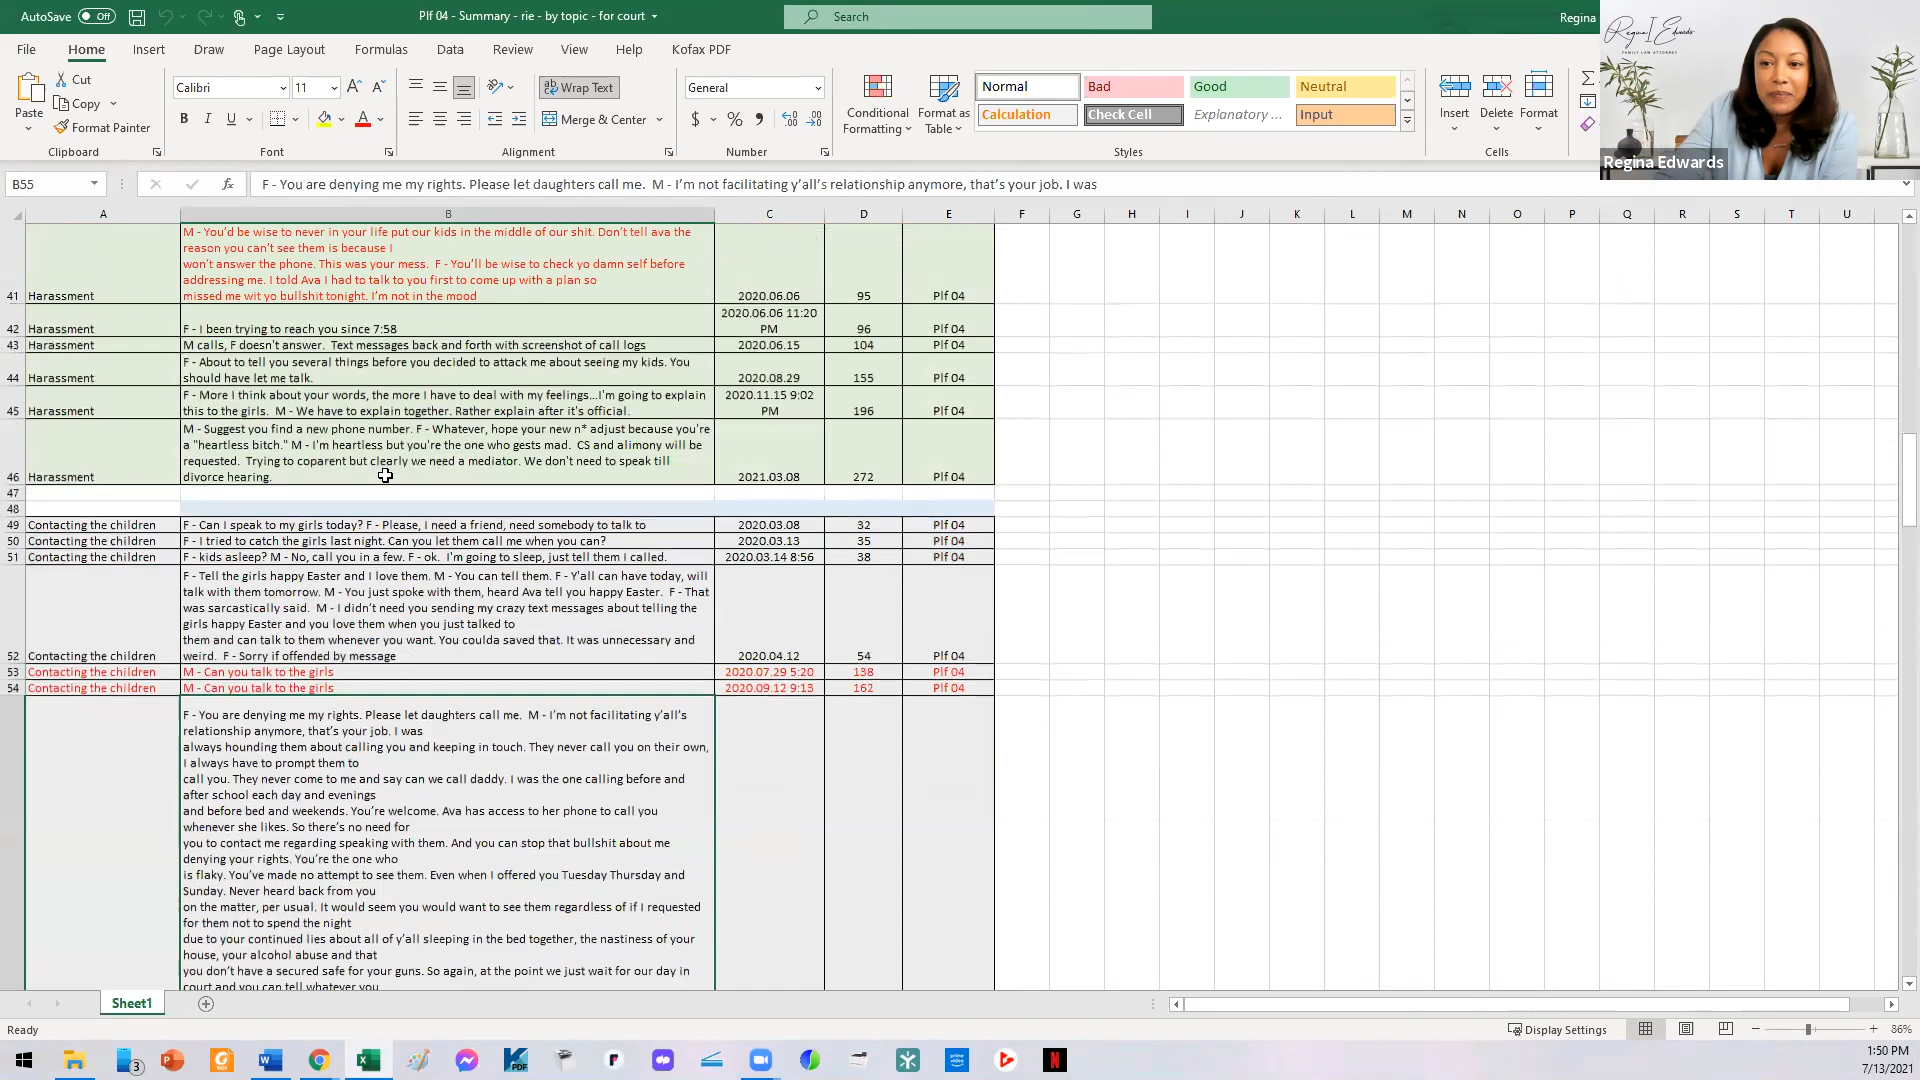 AutoSave Off
Plf 04 - Summary - rie - by topic - for court
Search
Regina
Regina I Edwards
FAMILY LAW ATTORNEY
File Home Insert Draw Page Layout Formulas Data Review View Help Kofax PDF
Paste
Cut
Copy
Format Painter
Clipboard
Calibri 11
B I U
Font
Wrap Text
Merge & Center
Alignment
General
$ % ,
Number
Conditional Formatting
Format as Table
Normal Bad Good Neutral
Calculation Check Cell Explanatory ... Input
Styles
Insert Delete Format
Cells
Regina Edwards
B55
fx
F - You are denying me my rights. Please let daughters call me.  M - I'm not facilitating y'all's relationship anymore, that's your job. I was
A B C D E F G H I J K L M N O P Q R S T U
M - You'd be wise to never in your life put our kids in the middle of our shit. Don't tell ava the
reason you can't see them is because I
won't answer the phone. This was your mess.  F - You'll be wise to check yo damn self before
addressing me. I told Ava I had to talk to you first to come up with a plan so
41 Harassment missed me wit yo bullshit tonight. I'm not in the mood 2020.06.06 95 Plf 04
2020.06.06 11:20
42 Harassment F - I been trying to reach you since 7:58 PM 96 Plf 04
43 Harassment M calls, F doesn't answer.  Text messages back and forth with screenshot of call logs 2020.06.15 104 Plf 04
F - About to tell you several things before you decided to attack me about seeing my kids. You
44 Harassment should have let me talk. 2020.08.29 155 Plf 04
F - More I think about your words, the more I have to deal with my feelings...I'm going to explain 2020.11.15 9:02
45 Harassment this to the girls.  M - We have to explain together. Rather explain after it's official. PM 196 Plf 04
M - Suggest you find a new phone number. F - Whatever, hope your new n* adjust because you're
a "heartless bitch." M - I'm heartless but you're the one who gests mad.  CS and alimony will be
requested.  Trying to coparent but clearly we need a mediator. We don't need to speak till
46 Harassment divorce hearing. 2021.03.08 272 Plf 04
47
48
49 Contacting the children F - Can I speak to my girls today? F - Please, I need a friend, need somebody to talk to 2020.03.08 32 Plf 04
50 Contacting the children F - I tried to catch the girls last night. Can you let them call me when you can? 2020.03.13 35 Plf 04
51 Contacting the children F - kids asleep? M - No, call you in a few. F - ok.  I'm going to sleep, just tell them I called. 2020.03.14 8:56 38 Plf 04
F - Tell the girls happy Easter and I love them. M - You can tell them. F - Y'all can have today, will
talk with them tomorrow. M - You just spoke with them, heard Ava tell you happy Easter.  F - That
was sarcastically said.  M - I didn't need you sending my crazy text messages about telling the
girls happy Easter and you love them when you just talked to
them and can talk to them whenever you want. You coulda saved that. It was unnecessary and
52 Contacting the children weird.  F - Sorry if offended by message 2020.04.12 54 Plf 04
53 Contacting the children M - Can you talk to the girls 2020.07.29 5:20 138 Plf 04
54 Contacting the children M - Can you talk to the girls 2020.09.12 9:13 162 Plf 04
F - You are denying me my rights. Please let daughters call me.  M - I'm not facilitating y'all's
relationship anymore, that's your job. I was
always hounding them about calling you and keeping in touch. They never call you on their own,
I always have to prompt them to
call you. They never come to me and say can we call daddy. I was the one calling before and
after school each day and evenings
and before bed and weekends. You're welcome. Ava has access to her phone to call you
whenever she likes. So there's no need for
you to contact me regarding speaking with them. And you can stop that bullshit about me
denying your rights. You're the one who
is flaky. You've made no attempt to see them. Even when I offered you Tuesday Thursday and
Sunday. Never heard back from you
on the matter, per usual. It would seem you would want to see them regardless of if I requested
for them not to spend the night
due to your continued lies about all of y'all sleeping in the bed together, the nastiness of your
house, your alcohol abuse and that
you don't have a secured safe for your guns. So again, at the point we just wait for our day in
court and you can tell whatever you
Sheet1
Ready
Display Settings
86%
3
PDF
1:50 PM
7/13/2021